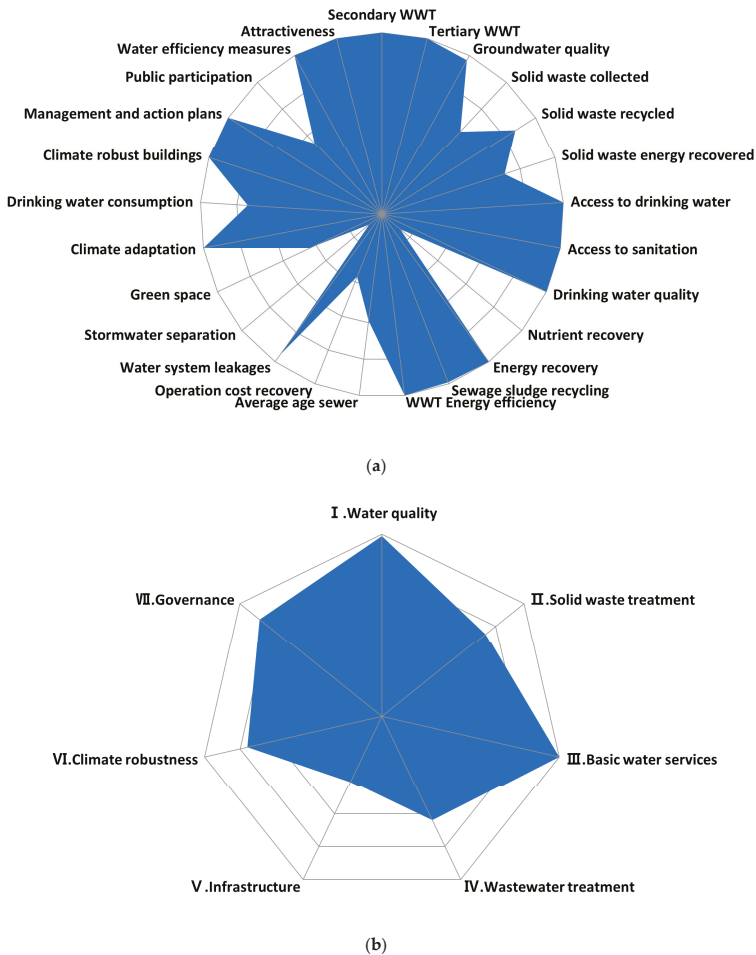 Secondary WWT
Attractiveness
Tertiary WWT
Water efficiency measures
Groundwater quality
Public participation
Solid waste collected
Management and action plans
Solid waste recycled
Climate robust buildings
Solid waste energy recovered
Drinking water consumption
Access to drinking water
Climate adaptation
Access to sanitation
Green space
Drinking water quality
Stormwater separation
Nutrient recovery
Water system leakages
Energy recovery
Operation cost recovery
Sewage sludge recycling
Average age sewer
WWT Energy efficiency
(a)
Ⅰ.Water quality
Ⅶ.Governance
Ⅱ.Solid waste treatment
Ⅵ.Climate robustness
Ⅲ.Basic water services
Ⅴ.Infrastructure
Ⅳ.Wastewater treatment
(b)